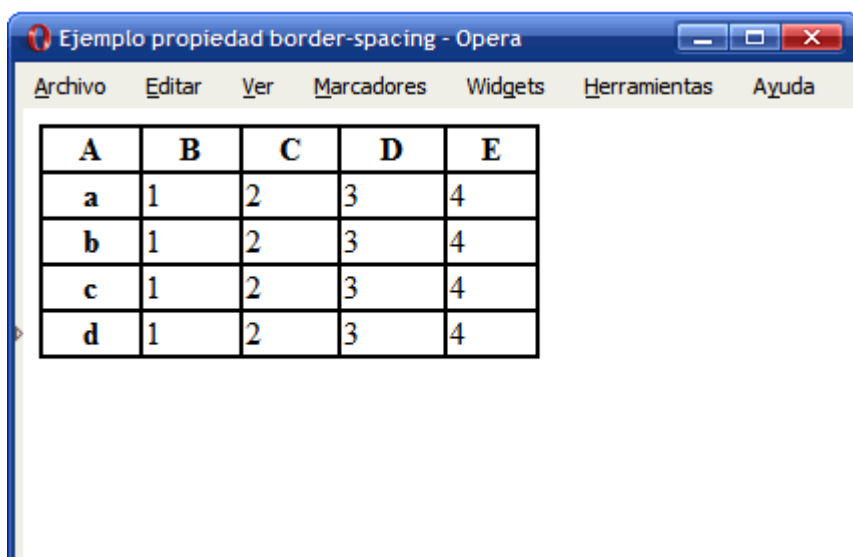 Ejemplo propiedad border-spacing - Opera
Archivo Editar Ver Marcadores Widgets Herramientas Ayuda
A B C D E
a 1 2 3 4
b 1 2 3 4
c 1 2 3 4
d 1 2 3 4